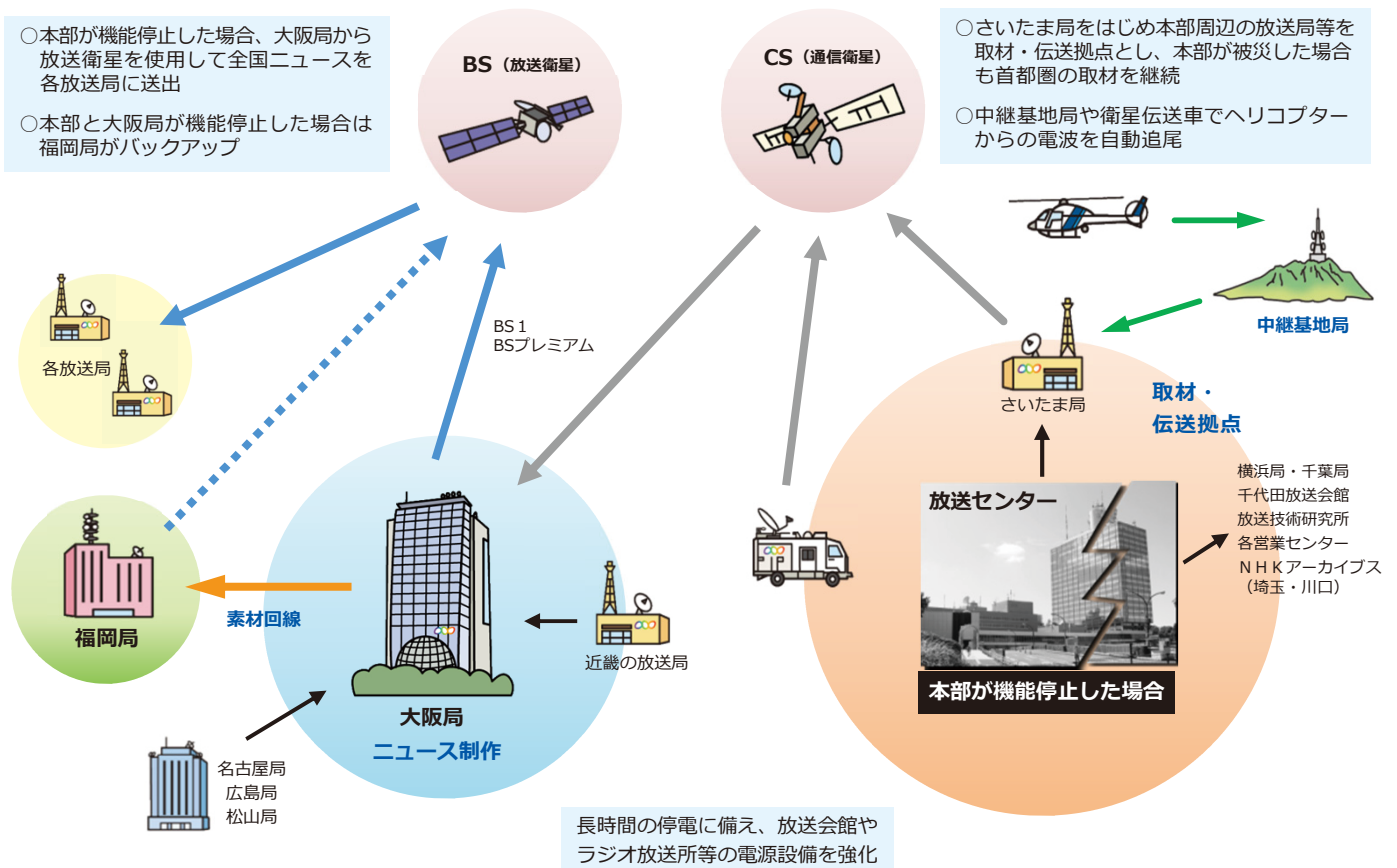 ○本部が機能停止した場合、大阪局から
放送衛星を使用して全国ニュースを
各放送局に送出
○本部と大阪局が機能停止した場合は
福岡局がバックアップ
BS（放送衛星）
CS（通信衛星）
○さいたま局をはじめ本部周辺の放送局等を
取材・伝送拠点とし、本部が被災した場合
も首都圏の取材を継続
○中継基地局や衛星伝送車でヘリコプター
からの電波を自動追尾
中継基地局
各放送局
BS１
BSプレミアム
さいたま局
取材・
伝送拠点
横浜局・千葉局
千代田放送会館
放送技術研究所
各営業センター
ＮＨＫアーカイブス
（埼玉・川口）
放送センター
本部が機能停止した場合
福岡局
素材回線
近畿の放送局
大阪局
ニュース制作
名古屋局
広島局
松山局
長時間の停電に備え、放送会館や
ラジオ放送所等の電源設備を強化